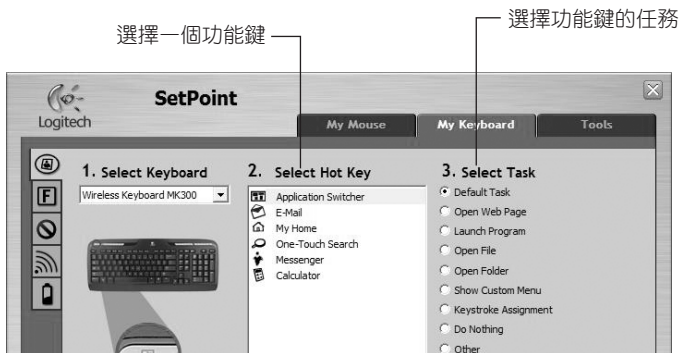 選擇功能鍵的任務
選擇一個功能鍵
SetPoint
Logitech
My Mouse
My Keyboard
Tools
1. Select Keyboard
2. Select Hot Key
3. Select Task
Wireless Keyboard MK300
Application Switcher
E-Mail
My Home
One-Touch Search
Messenger
Calculator
Default Task
Open Web Page
Launch Program
Open File
Open Folder
Show Custom Menu
Keystroke Assignment
Do Nothing
Other
F